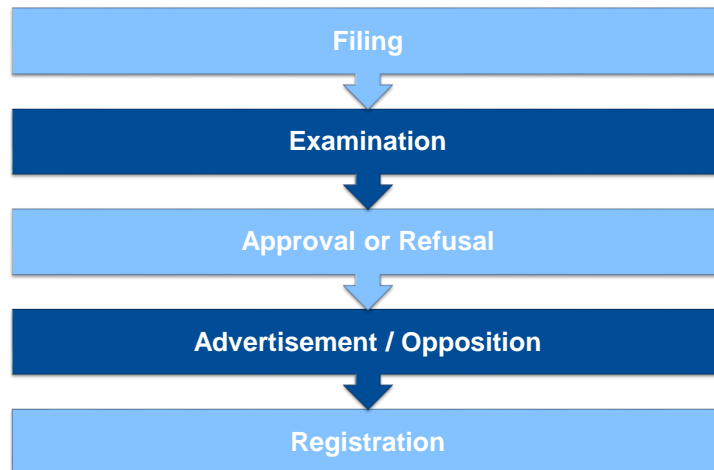 Filing
Examination
Approval or Refusal
Advertisement / Opposition
Registration